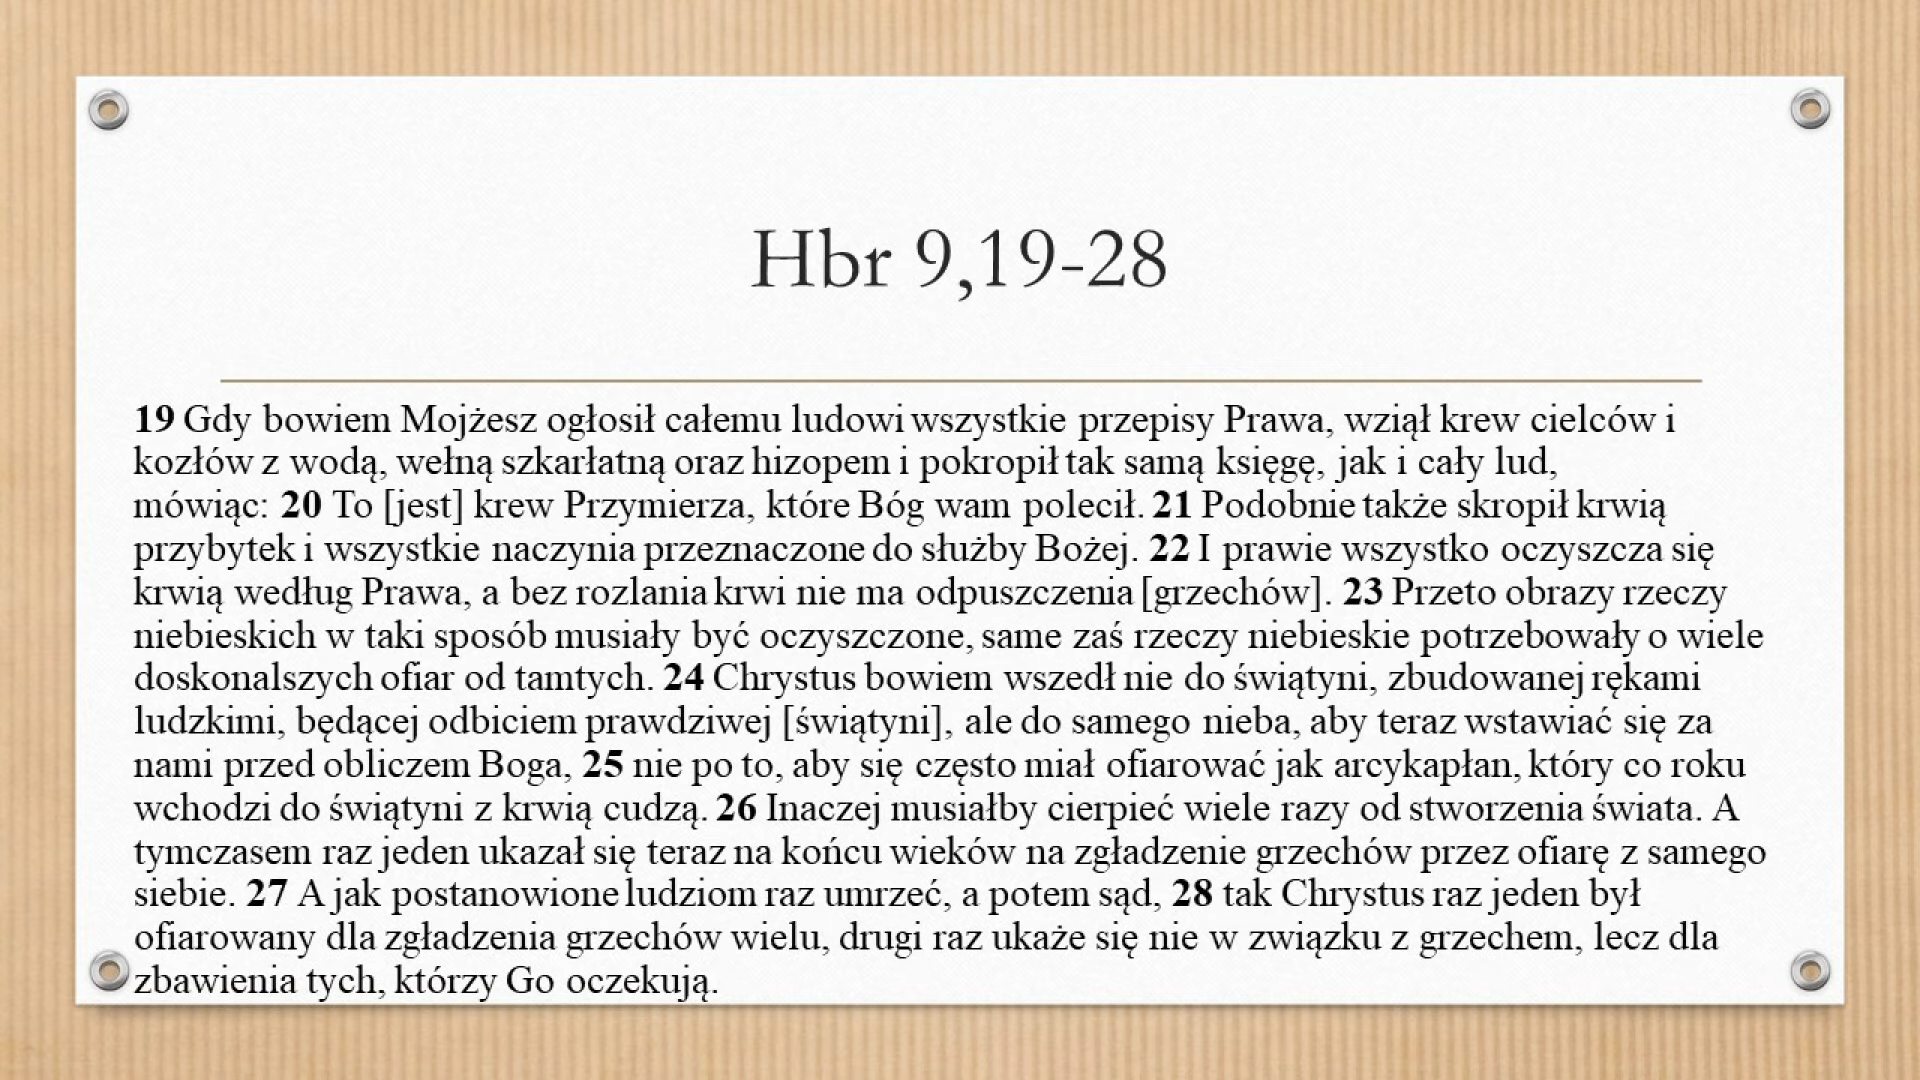 Hbr 9,19-28
19 Gdy bowiem Mojżesz ogłosił całemu ludowi wszystkie przepisy Prawa, wziął krew cielców i
kozłów z wodą, wełną szkarłatną oraz hizopem i pokropił tak samą księgę, jak i cały lud,
mówiąc: 20 To [jest] krew Przymierza, które Bóg wam polecił. 21 Podobnie także skropił krwią
przybytek i wszystkie naczynia przeznaczone do służby Bożej. 22 I prawie wszystko oczyszcza się
krwią według Prawa, a bez rozlania krwi nie ma odpuszczenia [grzechów]. 23 Przeto obrazy rzeczy
niebieskich w taki sposób musiały być oczyszczone, same zaś rzeczy niebieskie potrzebowały o wiele
doskonalszych ofiar od tamtych. 24 Chrystus bowiem wszedł nie do świątyni, zbudowanej rękami
ludzkimi, będącej odbiciem prawdziwej [świątyni], ale do samego nieba, aby teraz wstawiać się za
nami przed obliczem Boga, 25 nie po to, aby się często miał ofiarować jak arcykapłan, który co roku
wchodzi do świątyni z krwią cudzą. 26 Inaczej musiałby cierpieć wiele razy od stworzenia świata. A
tymczasem raz jeden ukazał się teraz na końcu wieków na zgładzenie grzechów przez ofiarę z samego
siebie. 27 A jak postanowione ludziom raz umrzeć, a potem sąd, 28 tak Chrystus raz jeden był
ofiarowany dla zgładzenia grzechów wielu, drugi raz ukaże się nie w związku z grzechem, lecz dla
zbawienia tych, którzy Go oczekują.